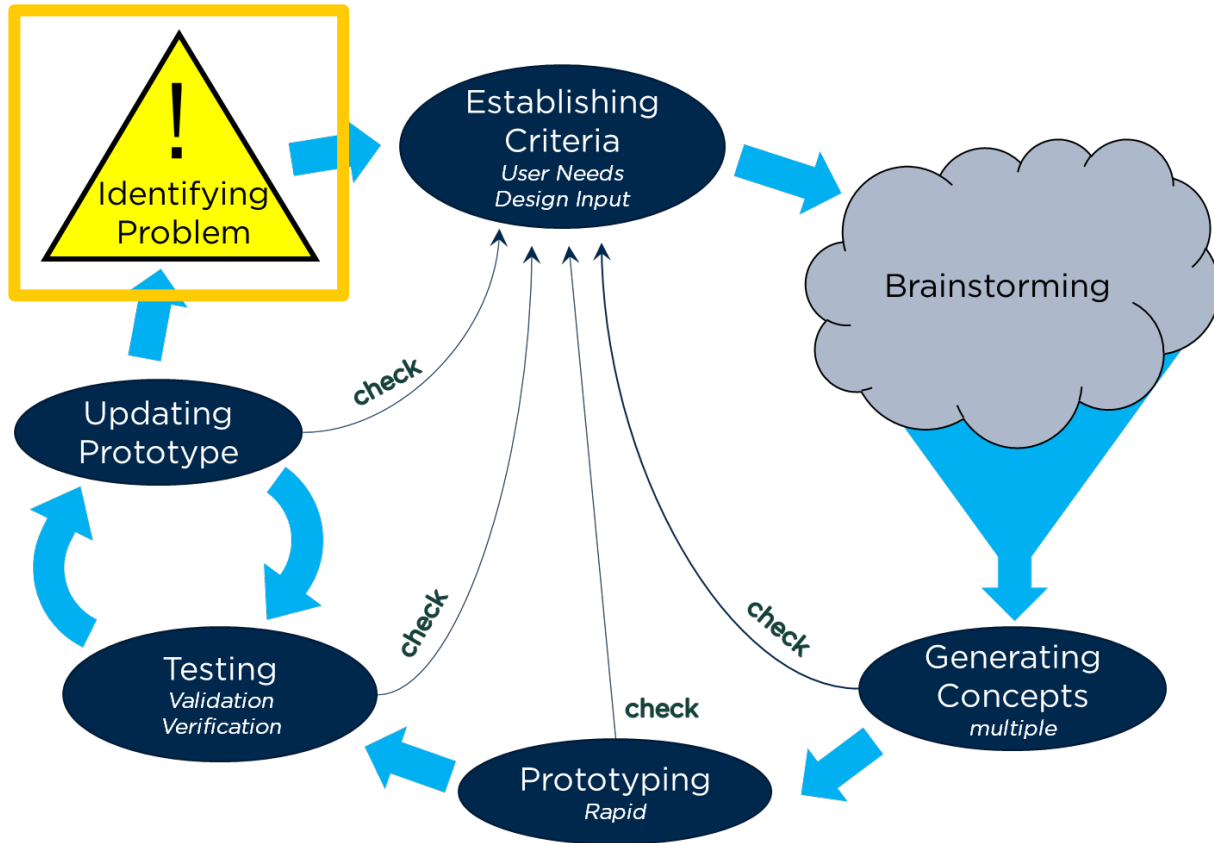 !
Identifying
Problem
Establishing
Criteria
User Needs
Design Input
Brainstorming
Generating
Concepts
multiple
check
Prototyping
Rapid
check
Testing
Validation
Verification
check
Updating
Prototype
check